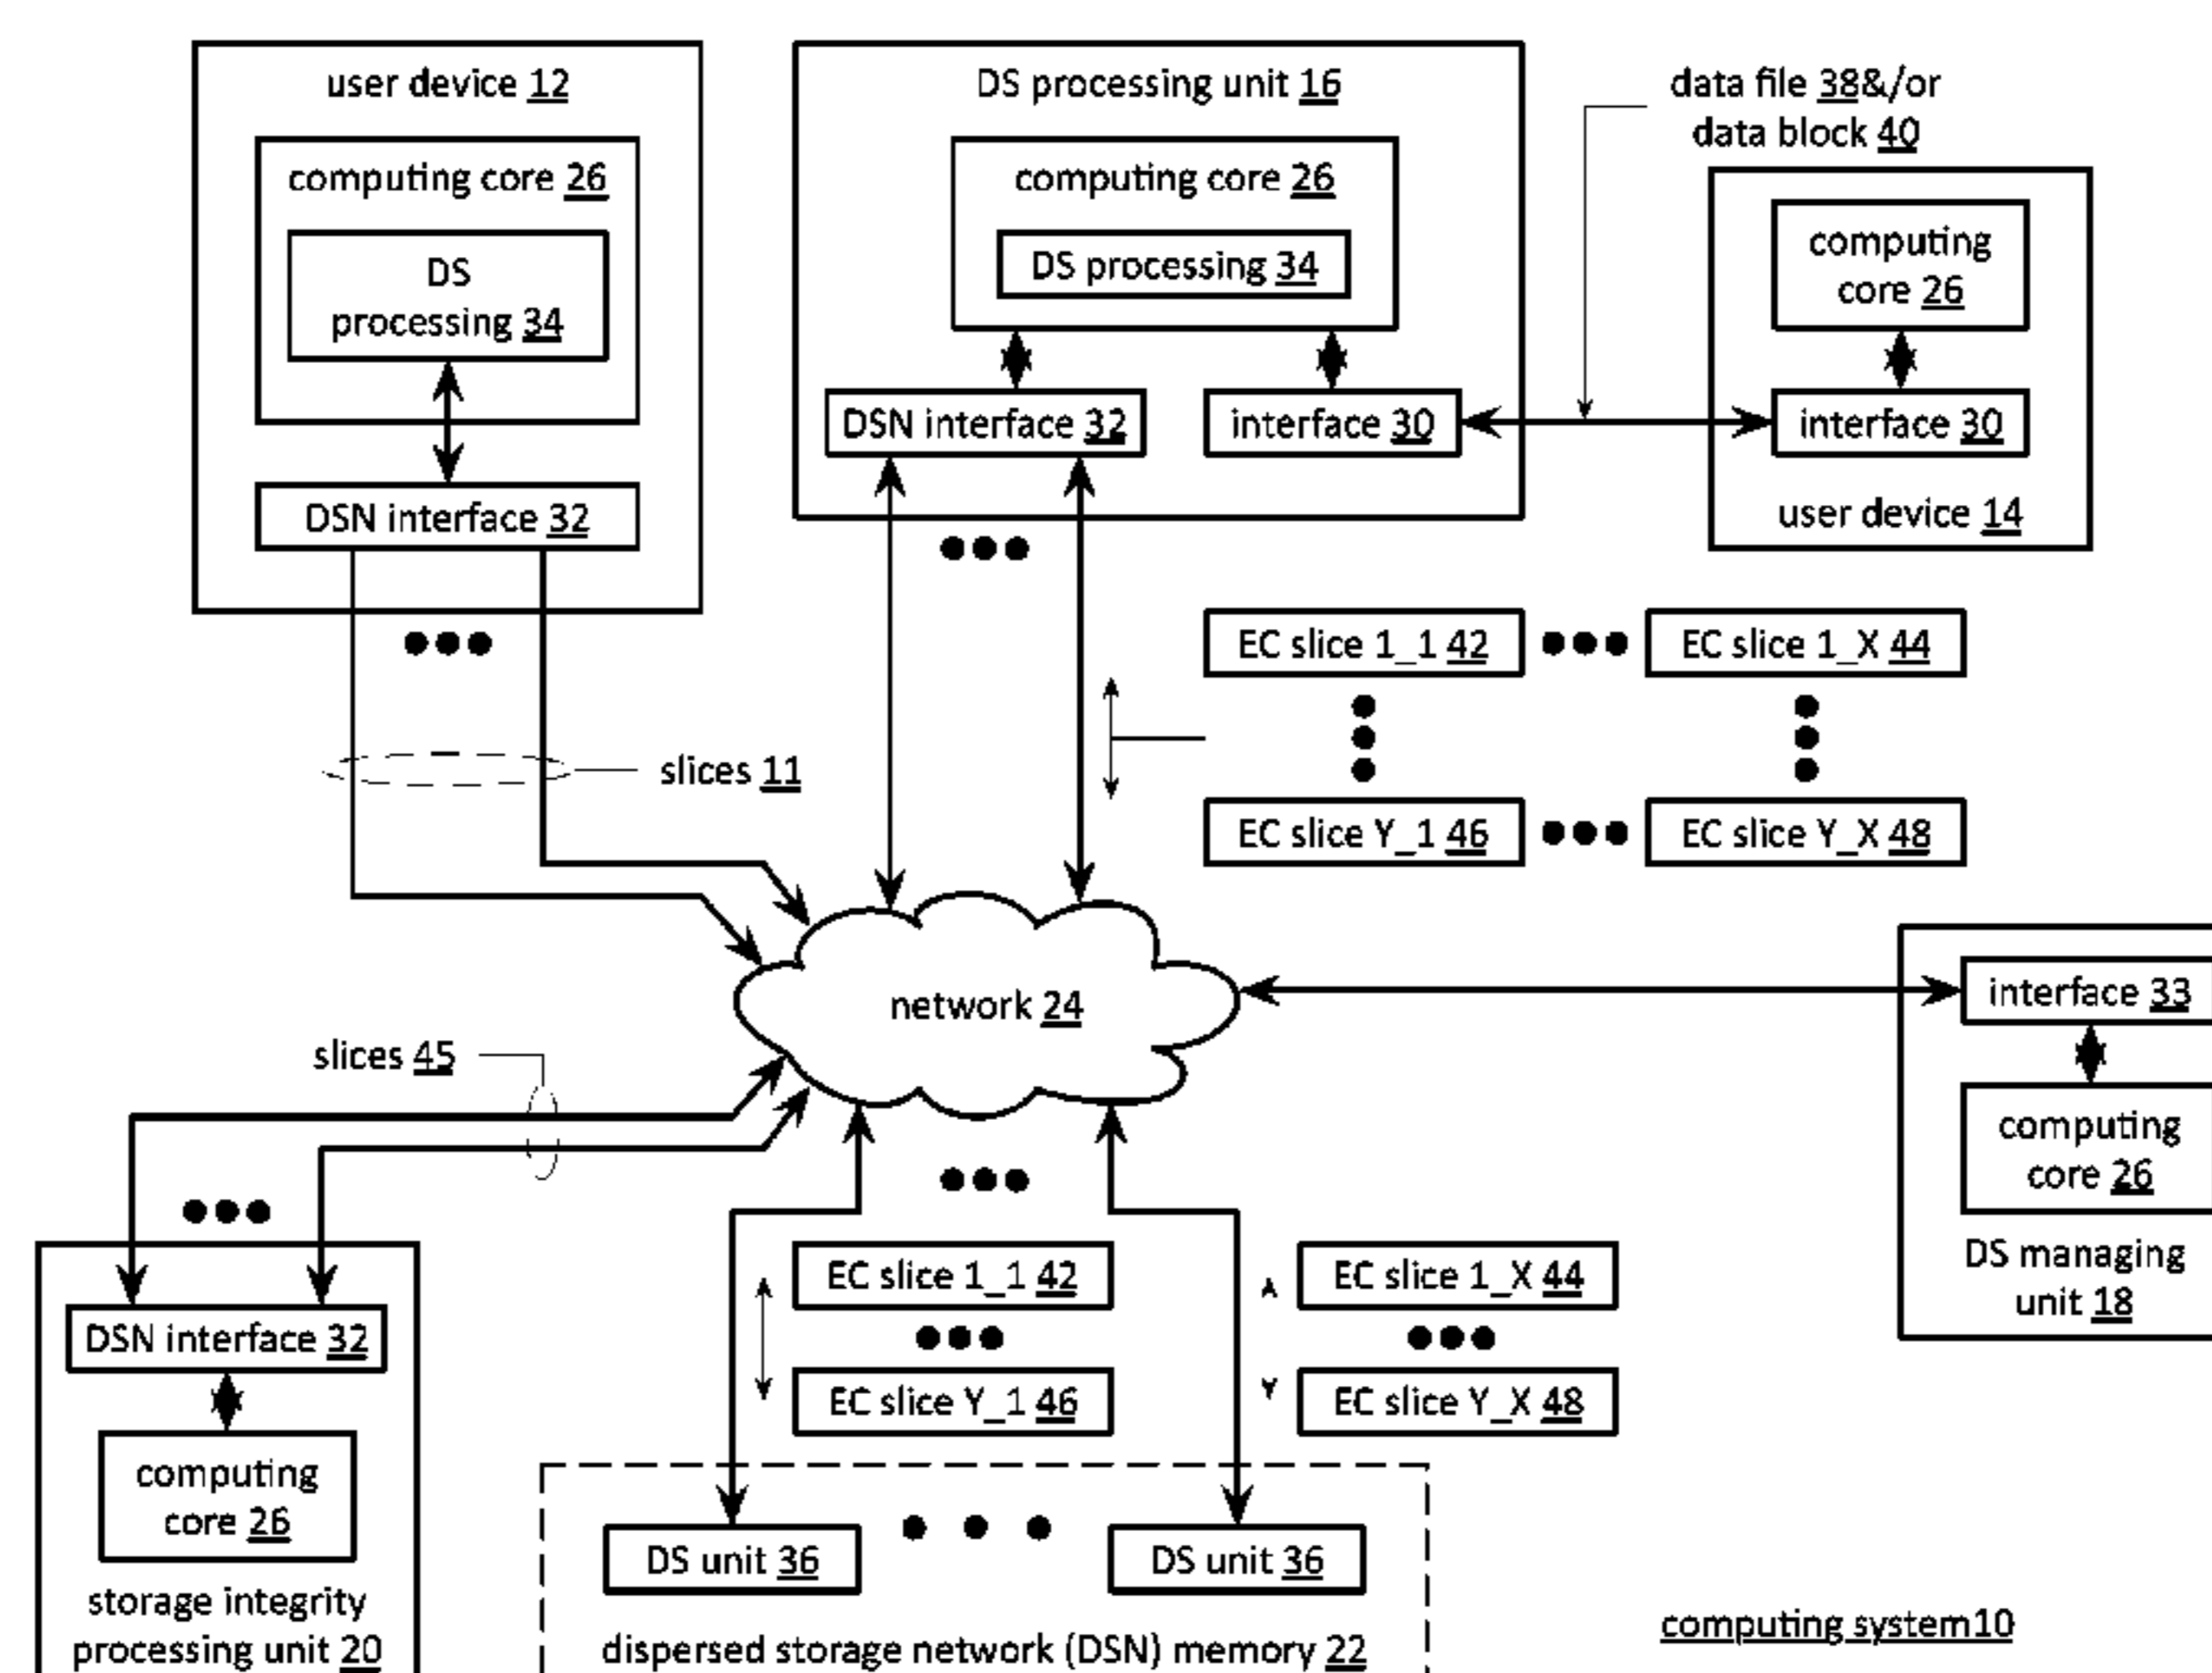 user device 12
computing core 26
DS
processing 34
DSN interface 32
DS processing unit 16
computing core 26
DS processing 34
DSN interface 32
interface 30
data file 38&/or
data block 40
computing
core 26
interface 30
user device 14
slices 11
EC slice 1_1 42
EC slice 1_X 44
EC slice Y_1 46
EC slice Y_X 48
network 24
interface 33
computing
core 26
DS managing
unit 18
slices 45
DSN interface 32
computing
core 26
storage integrity
processing unit 20
EC slice 1_1 42
EC slice 1_X 44
EC slice Y_1 46
EC slice Y_X 48
DS unit 36
DS unit 36
dispersed storage network (DSN) memory 22
computing system10